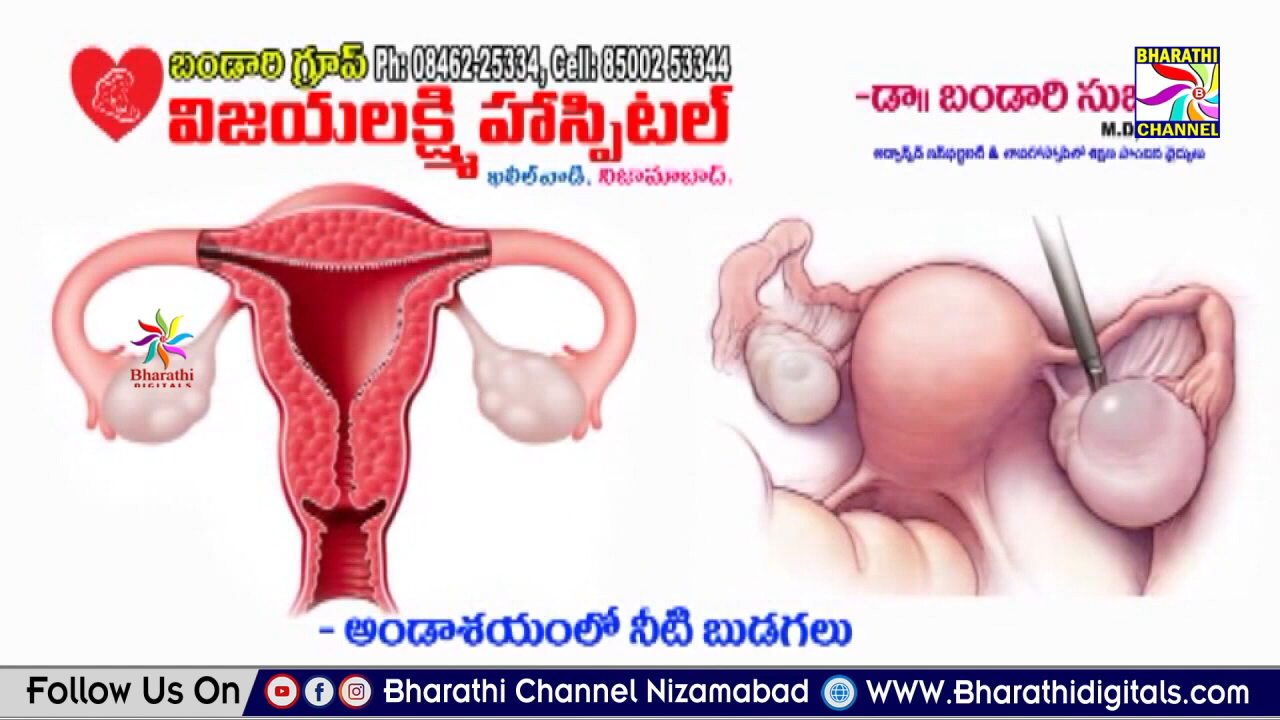 బండారి గ్రూప్ Ph: 08462-25334, Cell: 85002 53344
విజయలక్ష్మి హాస్పిటల్
ఖలీల్‌వాడి, నిజామాబాద్.
-డా॥ బండారి సుజ
M.D
BHARATHI
B
CHANNEL
Bharathi
DIGITALS
- అండాశయంలో నీటి బుడగలు
Follow Us On Bharathi Channel Nizamabad WWW.Bharathidigitals.com